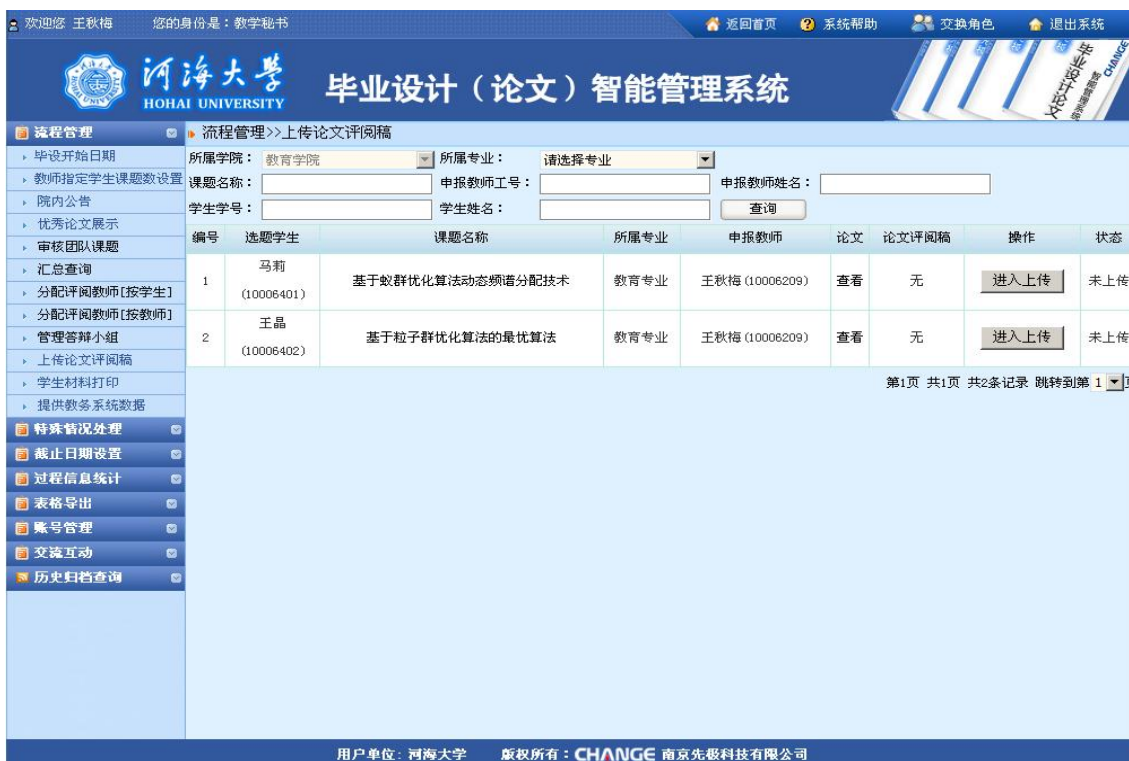 欢迎您 王秋梅 您的身份是：教学秘书 返回首页 系统帮助 交换角色 退出系统
河海大学
HOHAI UNIVERSITY
毕业设计（论文）智能管理系统
毕业设计论文
智能管理系统
CHANGE
流程管理
毕设开始日期
教师指定学生课题数设置
院内公告
优秀论文展示
审核团队课题
汇总查询
分配评阅教师[按学生]
分配评阅教师[按教师]
管理答辩小组
上传论文评阅稿
学生材料打印
提供教务系统数据
特殊情况处理
截止日期设置
过程信息统计
表格导出
账号管理
交流互动
历史归档查询
流程管理>>上传论文评阅稿
所属学院： 教育学院 所属专业： 请选择专业
课题名称： 申报教师工号： 申报教师姓名：
学生学号： 学生姓名： 查询
编号 选题学生 课题名称 所属专业 申报教师 论文 论文评阅稿 操作 状态
1 马莉 (10006401) 基于蚁群优化算法动态频谱分配技术 教育专业 王秋梅(10006209) 查看 无 进入上传 未上传
2 王晶 (10006402) 基于粒子群优化算法的最优算法 教育专业 王秋梅(10006209) 查看 无 进入上传 未上传
第1页 共1页 共2条记录 跳转到第 1
用户单位：河海大学 版权所有：CHANGE 南京先极科技有限公司